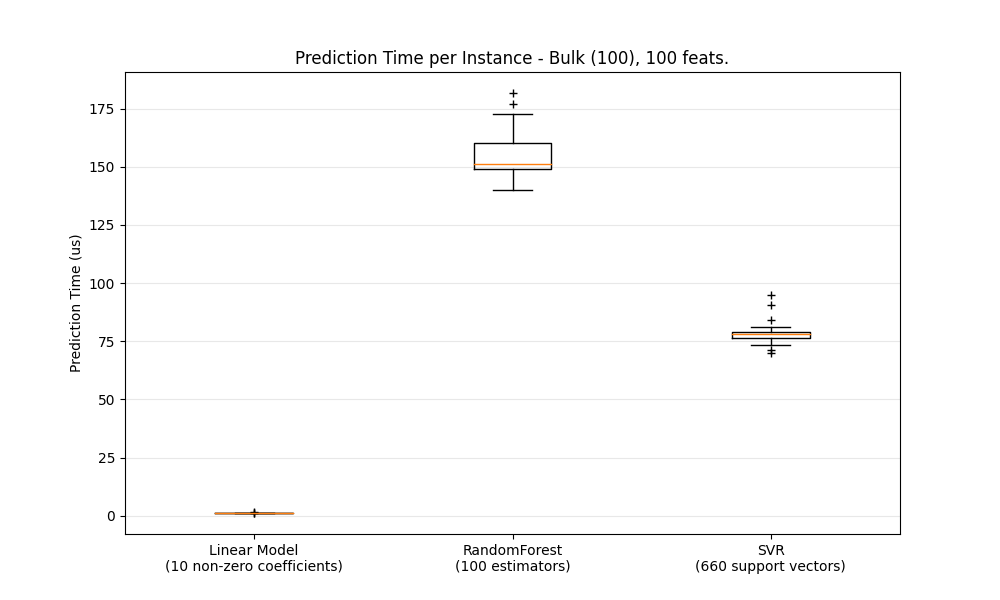 Prediction Time per Instance - Bulk (100), 100 feats.
Prediction Time (us)
175
150
125
100
75
50
25
0
Linear Model
(10 non-zero coefficients)
RandomForest
(100 estimators)
SVR
(660 support vectors)